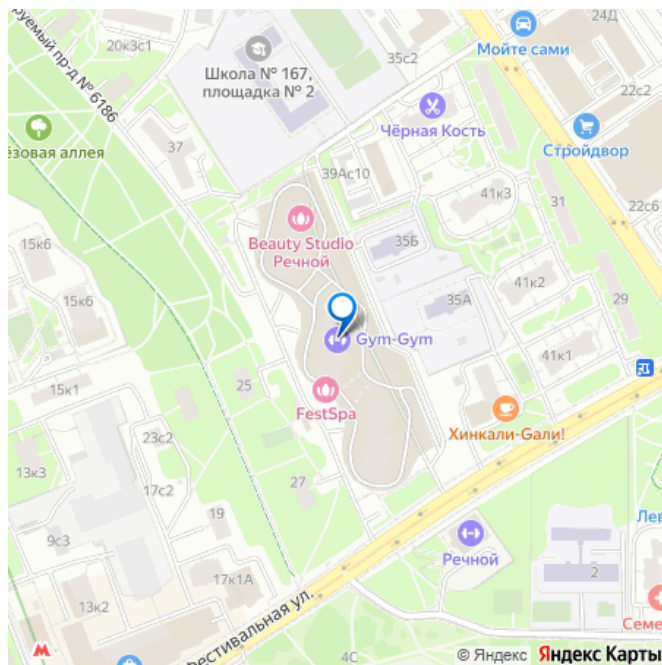 24Д
20к3с1
35с2
Мойте сами
руемый пр-д № 6186
Школа № 167,
площадка № 2
22с2
Чёрная Кость
Стройдвор
ёзовая аллея
37
39Ас10
41к3
31
22с6
Beauty Studio
Речной
35Б
15к6
41к2
15к6
35А
29
Gym-Gym
41к1
25
15к1
FestSpa
Хинкали-Gали!
23с2
13к3
17с2
27
19
9с3
Речной
Лев
17к1А
2
13к2
Фестивальная ул.
Семе
4С
© Яндекс Яндекс Карты